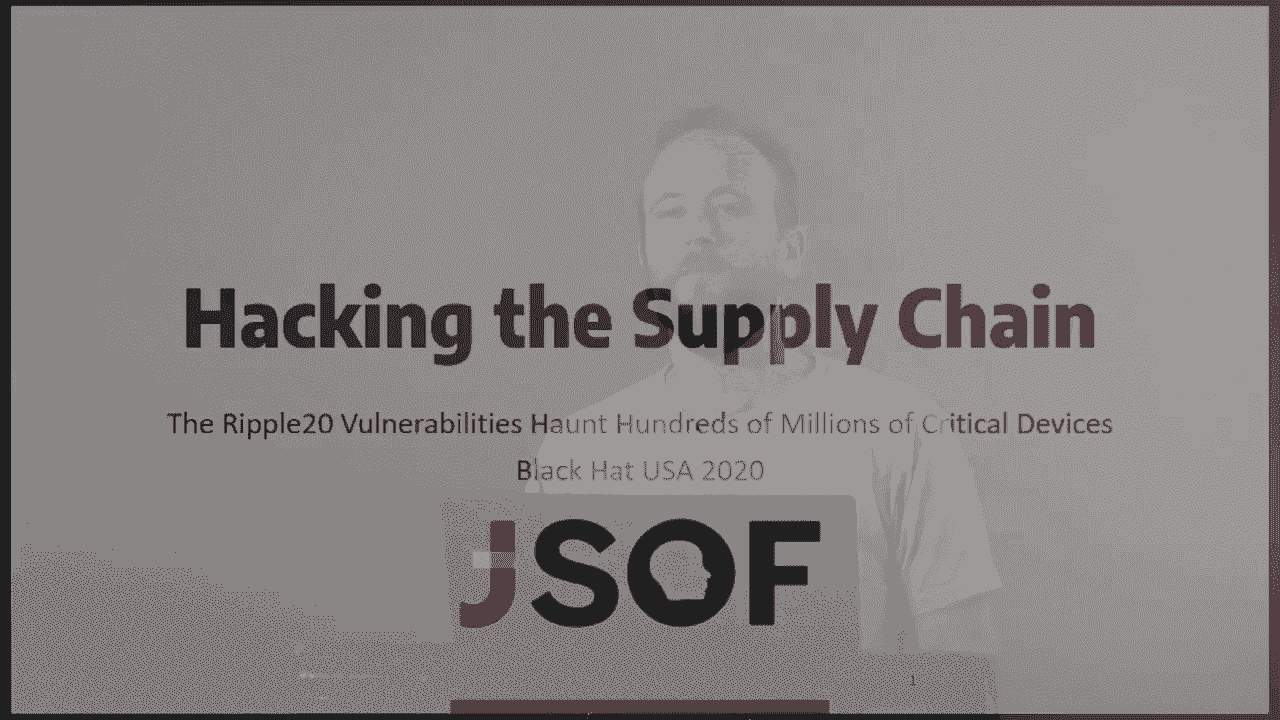 Hacking the Supply Chain
The Ripple20 Vulnerabilities Haunt Hundreds of Millions of Critical Devices
Black Hat USA 2020
JSOF
1